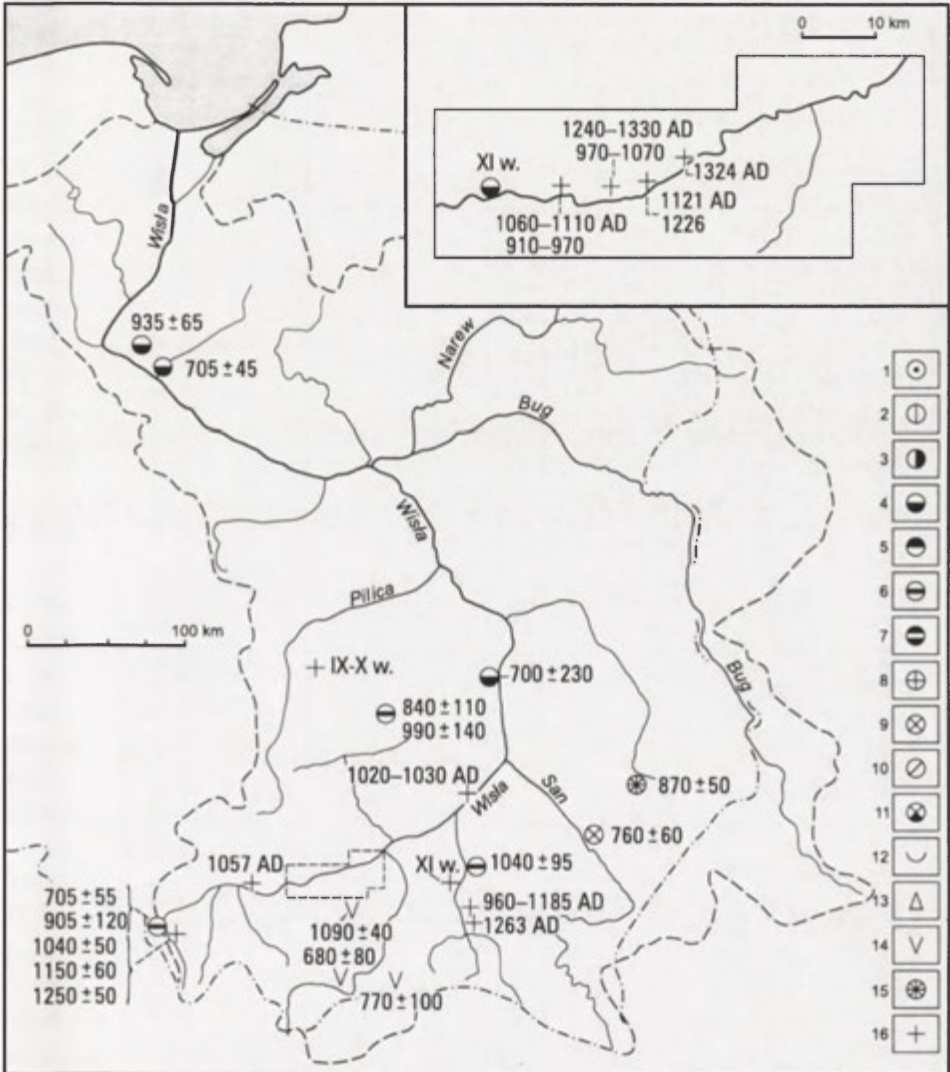 0 10 km
1240–1330 AD
970–1070
XI w.
1324 AD
1121 AD
1226
1060–1110 AD
910–970
Wisła
935 ± 65
705 ± 45
Narew
Bug
Wisła
Pilica
0 100 km
IX-X w.
700 ± 230
840 ± 110
990 ± 140
Bug
1020–1030 AD
Wisła
San
870 ± 50
760 ± 60
1057 AD
XI w.
1040 ± 95
705 ± 55
905 ± 120
1040 ± 50
1150 ± 60
1250 ± 50
960–1185 AD
1263 AD
1090 ± 40
680 ± 80
770 ± 100
1
2
3
4
5
6
7
8
9
10
11
12
13
14
15
16